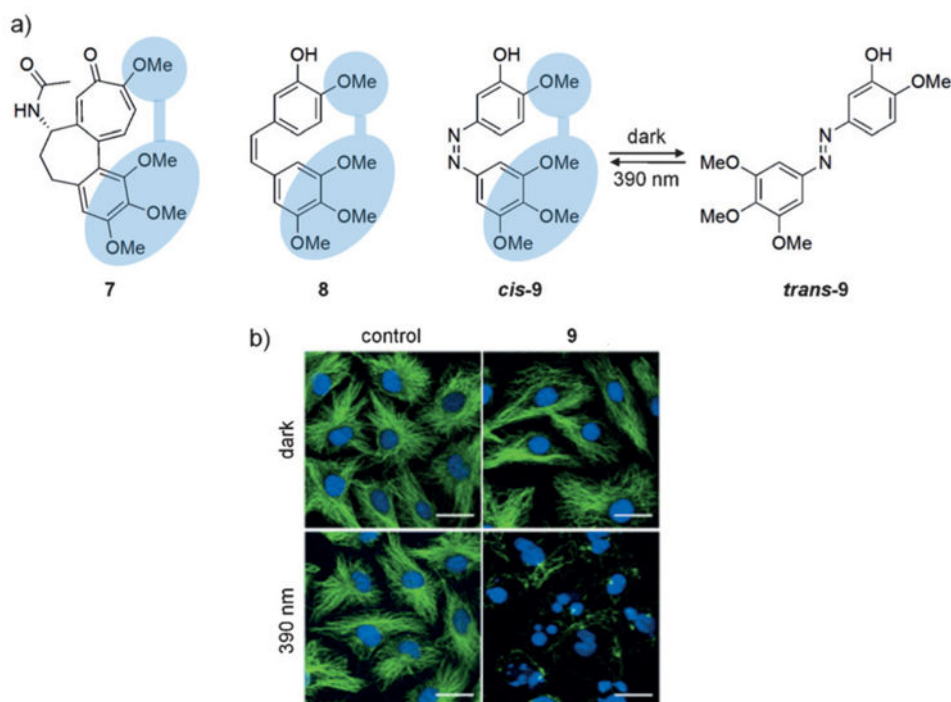 a)
O
OMe
O
HN
OMe
OMe
OMe
7
OH
OMe
OMe
OMe
OMe
8
OH
OMe
N
N
OMe
OMe
OMe
cis-9
dark
390 nm
OH
OMe
N
N
MeO
MeO
OMe
trans-9
b)
control
9
dark
390 nm